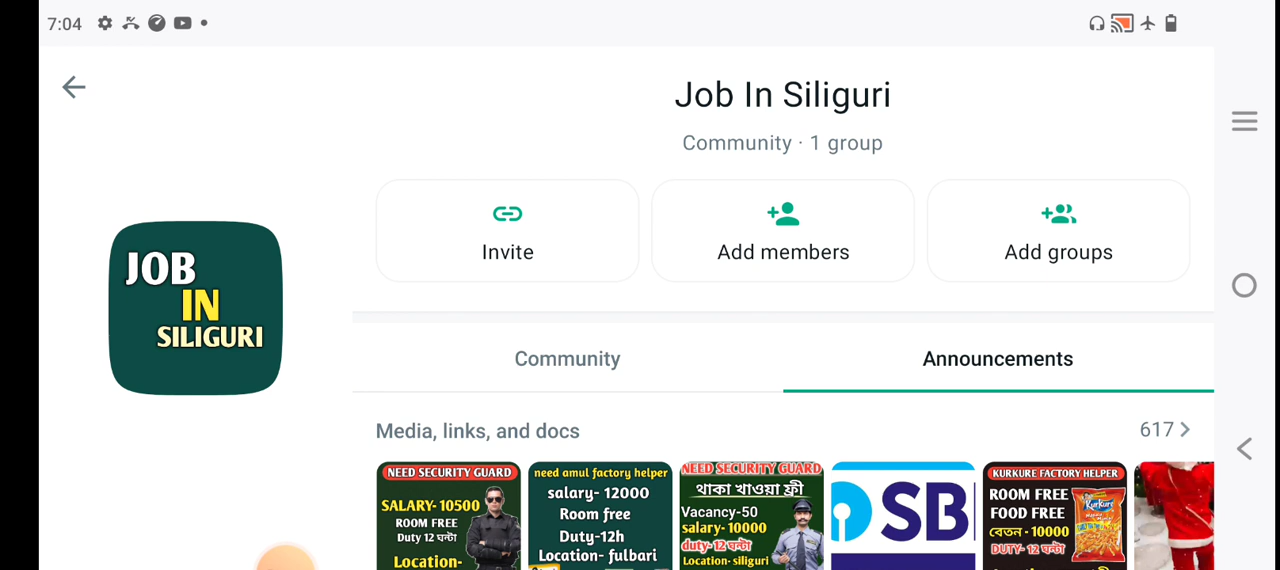 7:04
Job In Siliguri
Community · 1 group
Invite
Add members
Add groups
JOB
IN
SILIGURI
Community
Announcements
Media, links, and docs
617
NEED SECURITY GUARD
SALARY- 10500
ROOM FREE
Duty 12 ঘন্টা
Location-
need amul factory helper
salary- 12000
Room free
Duty-12h
Location- fulbari
NEED SECURITY GUARD
থাকা খাওয়া ফ্রী
Vacancy-50
salary- 10000
duty- 12 ঘন্টা
Location- siliguri
SB
KURKURE FACTORY HELPER
ROOM FREE
FOOD FREE
বেতন - 10000
DUTY- 12 ঘন্টা
Kurkure